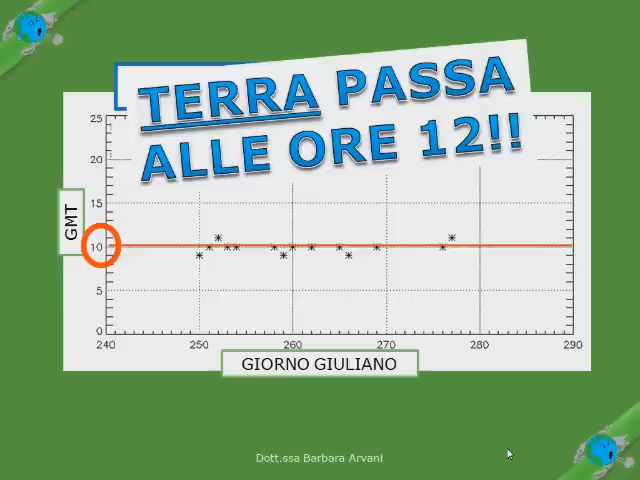 TERRA PASSA
ALLE ORE 12!!
25
20
15
10
5
0
GMT
240 250 260 270 280 290
GIORNO GIULIANO
Dott.ssa Barbara Arvani